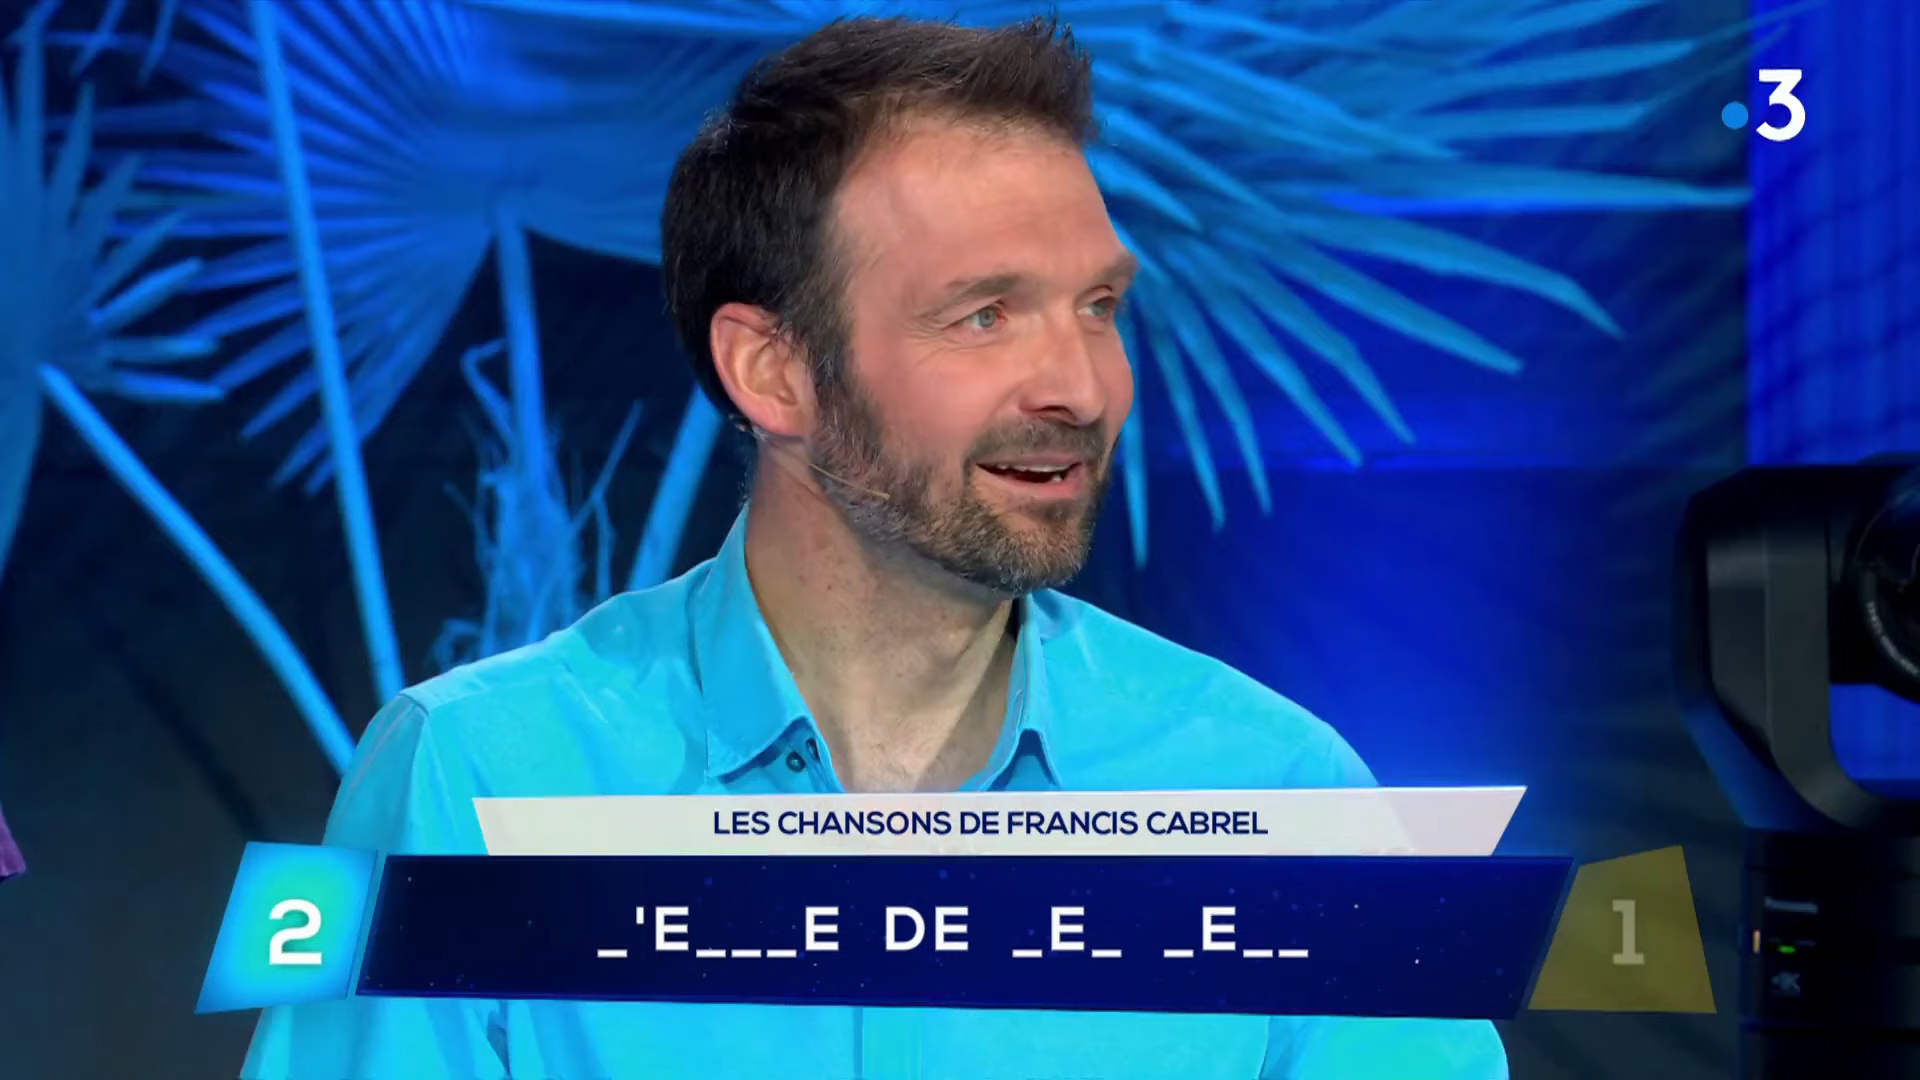 3
LES CHANSONS DE FRANCIS CABREL
2
_'E___E DE _E_ _E__
1